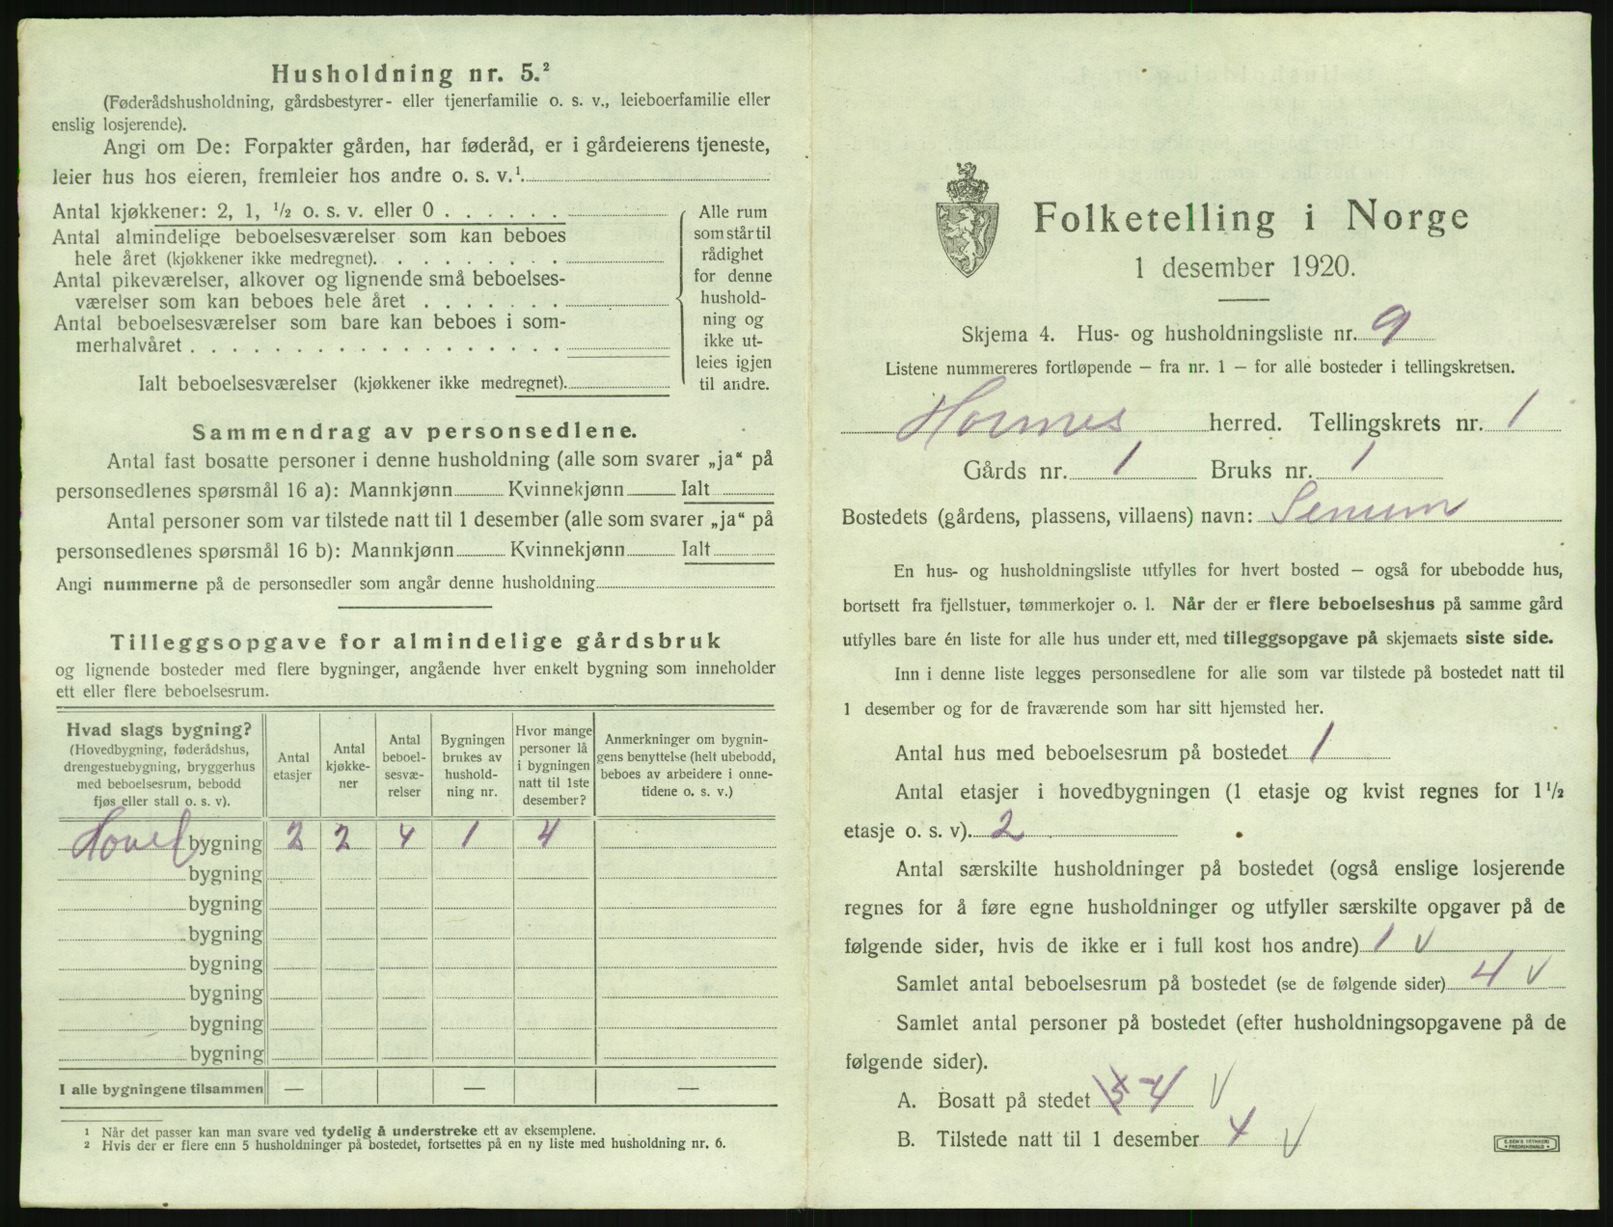 Husholdning nr. 5.²
(Føderådshusholdning, gårdsbestyrer- eller tjenerfamilie o. s. v., leieboerfamilie eller
enslig losjerende).
Angi om De: Forpakter gården, har føderåd, er i gårdeierens tjeneste,
leier hus hos eieren, fremleier hos andre o. s. v.¹
Antal kjøkkener: 2, 1, ½ o. s. v. eller 0
Antal almindelige beboelsesværelser som kan beboes
hele året (kjøkkener ikke medregnet).
Antal pikeværelser, alkover og lignende små beboelses-
værelser som kan beboes hele året
Antal beboelsesværelser som bare kan beboes i som-
merhalvåret
Ialt beboelsesværelser (kjøkkener ikke medregnet).
Alle rum
som står til
rådighet
for denne
hushold-
ning og
ikke ut-
leies igjen
til andre.
Sammendrag av personsedlene.
Antal fast bosatte personer i denne husholdning (alle som svarer „ja“ på
personsedlenes spørsmål 16 a): Mannkjønn Kvinnekjønn Ialt
Antal personer som var tilstede natt til 1 desember (alle som svarer „ja“ på
personsedlenes spørsmål 16 b): Mannkjønn Kvinnekjønn Ialt
Angi nummerne på de personsedler som angår denne husholdning
Tilleggsopgave for almindelige gårdsbruk
og lignende bosteder med flere bygninger, angående hver enkelt bygning som inneholder
ett eller flere beboelsesrum.
Hvad slags bygning?
(Hovedbygning, føderådshus,
drengestuebygning, bryggerhus
med beboelsesrum, bebodd
fjøs eller stall o. s. v).
Antal
etasjer
Antal
kjøkke-
ner
Antal
beboel-
sesvæ-
relser
Bygningen
brukes av
hushold-
ning nr.
Hvor mange
personer lå
i bygningen
natt til 1ste
desember?
Anmerkninger om bygnin-
gens benyttelse (helt ubebodd,
beboes av arbeidere i onne-
tidene o. s. v.)
bygning 2 2 4 1 4
bygning
bygning
bygning
bygning
bygning
bygning
bygning
I alle bygningene tilsammen — — —
1 Når det passer kan man svare ved tydelig å understreke ett av eksemplene.
2 Hvis der er flere enn 5 husholdninger på bostedet, fortsettes på en ny liste med husholdning nr. 6.
Folketelling i Norge
1 desember 1920.
Skjema 4. Hus- og husholdningsliste nr. 9
Listene nummereres fortløpende — fra nr. 1 — for alle bosteder i tellingskretsen.
Hornnes herred. Tellingskrets nr. 1
Gårds nr. 1 Bruks nr. 1
Bostedets (gårdens, plassens, villaens) navn: Senum
En hus- og husholdningsliste utfylles for hvert bosted — også for ubebodde hus,
bortsett fra fjellstuer, tømmerkojer o. l. Når der er flere beboelseshus på samme gård
utfylles bare én liste for alle hus under ett, med tilleggsopgave på skjemaets siste side.
Inn i denne liste legges personsedlene for alle som var tilstede på bostedet natt til
1 desember og for de fraværende som har sitt hjemsted her.
Antal hus med beboelsesrum på bostedet 1
Antal etasjer i hovedbygningen (1 etasje og kvist regnes for 1½
etasje o. s. v). 2
Antal særskilte husholdninger på bostedet (også enslige losjerende
regnes for å føre egne husholdninger og utfyller særskilte opgaver på de
følgende sider, hvis de ikke er i full kost hos andre) 1 V
Samlet antal beboelsesrum på bostedet (se de følgende sider) 4 V
Samlet antal personer på bostedet (efter husholdningsopgavene på de
følgende sider).
A. Bosatt på stedet 5 4 V
B. Tilstede natt til 1 desember 4 V